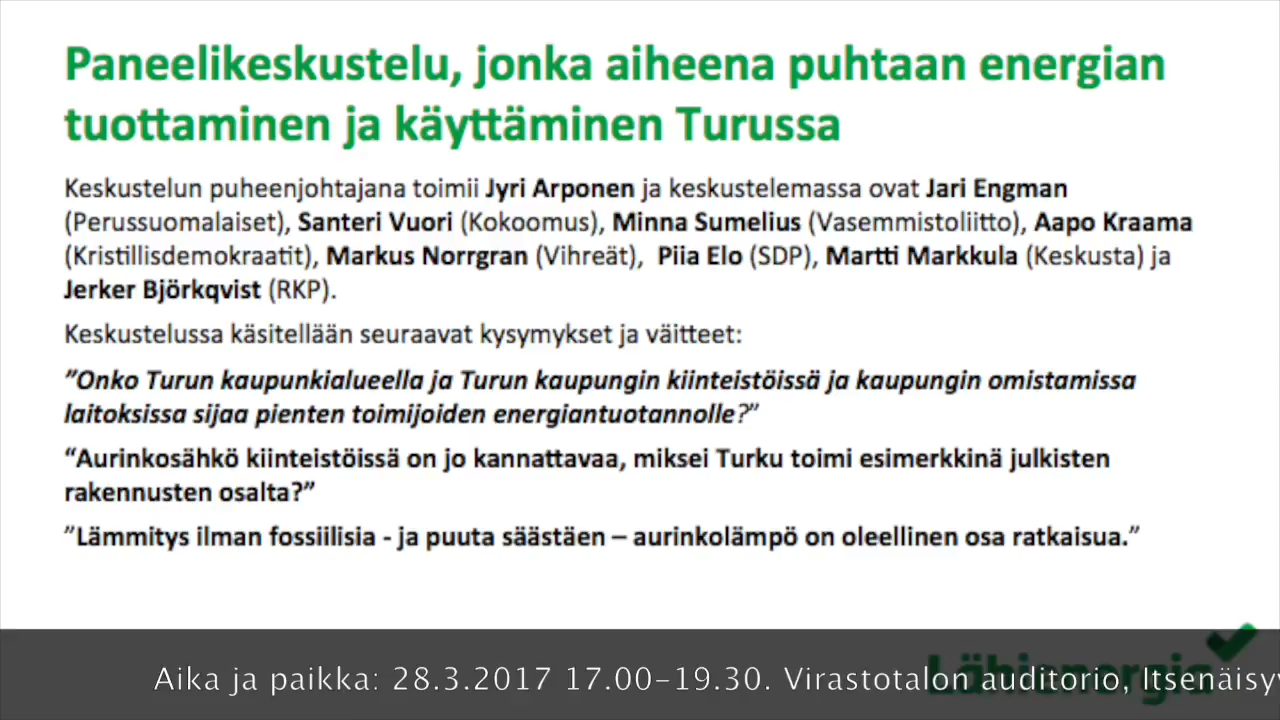 Paneelikeskustelu, jonka aiheena puhtaan energian
tuottaminen ja käyttäminen Turussa
Keskustelun puheenjohtajana toimii Jyri Arponen ja keskustelemassa ovat Jari Engman
(Perussuomalaiset), Santeri Vuori (Kokoomus), Minna Sumelius (Vasemmistoliitto), Aapo Kraama
(Kristillisdemokraatit), Markus Norrgran (Vihreät), Piia Elo (SDP), Martti Markkula (Keskusta) ja
Jerker Björkqvist (RKP).
Keskustelussa käsitellään seuraavat kysymykset ja väitteet:
”Onko Turun kaupunkialueella ja Turun kaupungin kiinteistöissä ja kaupungin omistamissa
laitoksissa sijaa pienten toimijoiden energiantuotannolle?”
“Aurinkosähkö kiinteistöissä on jo kannattavaa, miksei Turku toimi esimerkkinä julkisten
rakennusten osalta?”
”Lämmitys ilman fossiilisia - ja puuta säästäen – aurinkolämpö on oleellinen osa ratkaisua.”
Lähienergia
Aika ja paikka: 28.3.2017 17.00-19.30. Virastotalon auditorio,